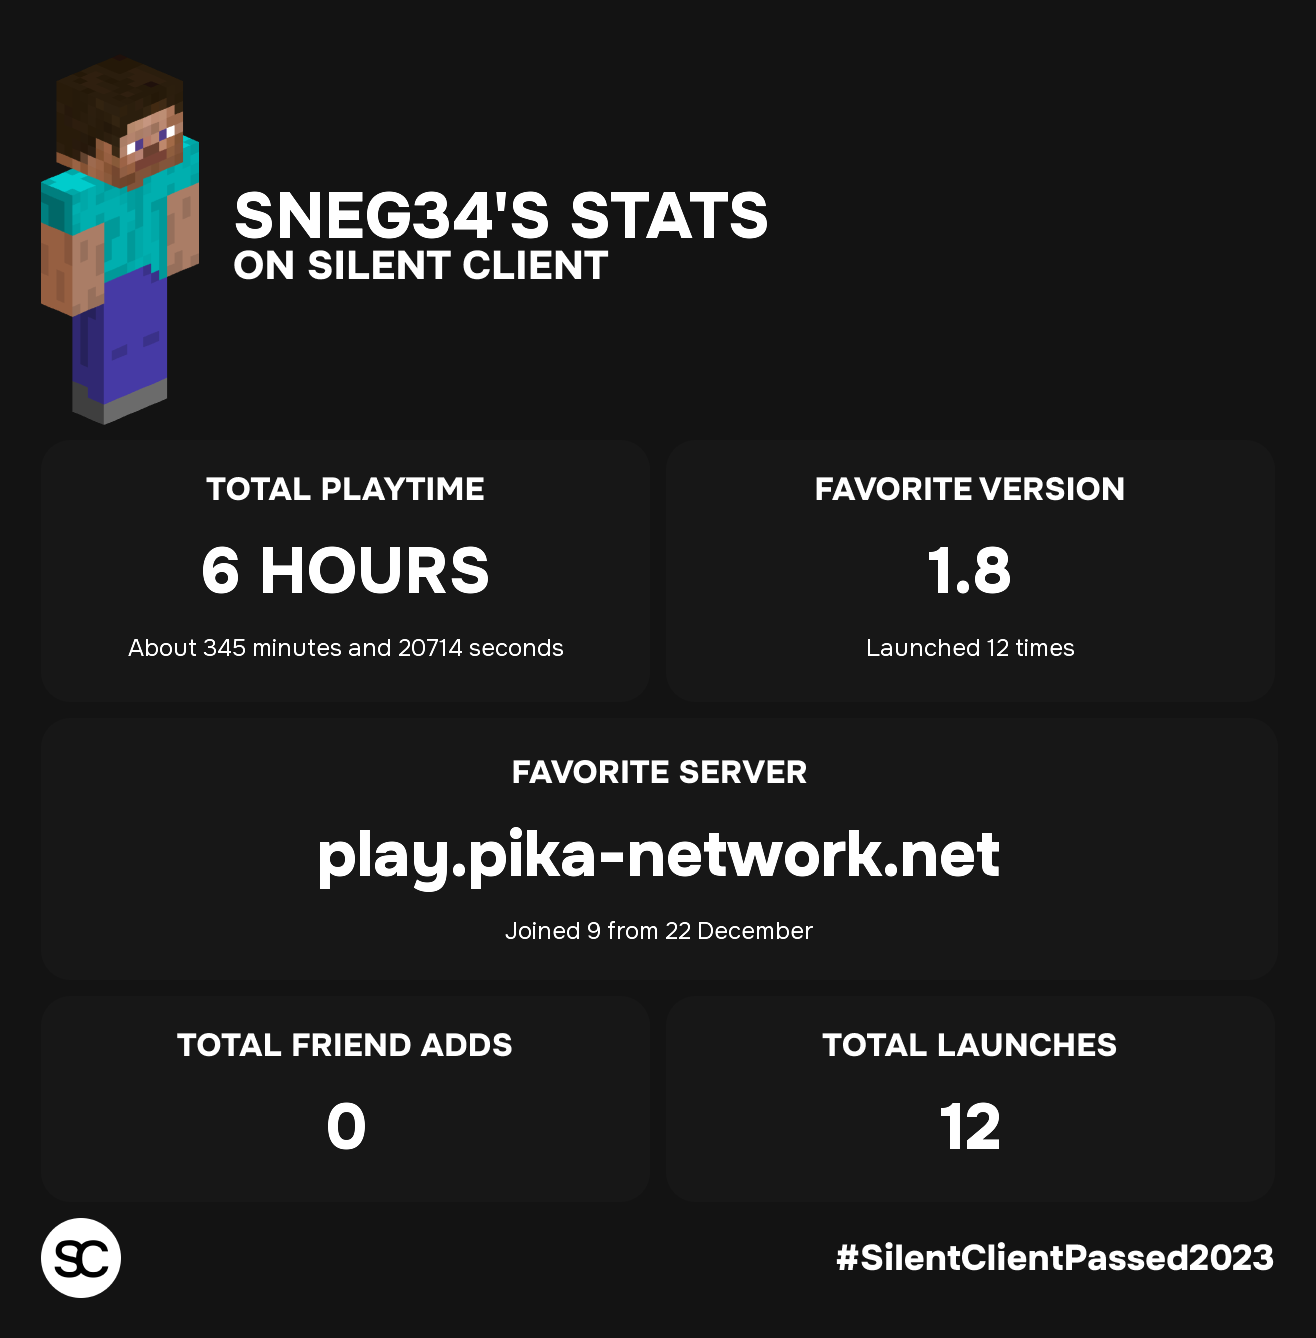 SNEG34'S STATS
ON SILENT CLIENT
TOTAL PLAYTIME
6 HOURS
About 345 minutes and 20714 seconds
FAVORITE VERSION
1.8
Launched 12 times
FAVORITE SERVER
play.pika-network.net
Joined 9 from 22 December
TOTAL FRIEND ADDS
0
TOTAL LAUNCHES
12
SC
#SilentClientPassed2023